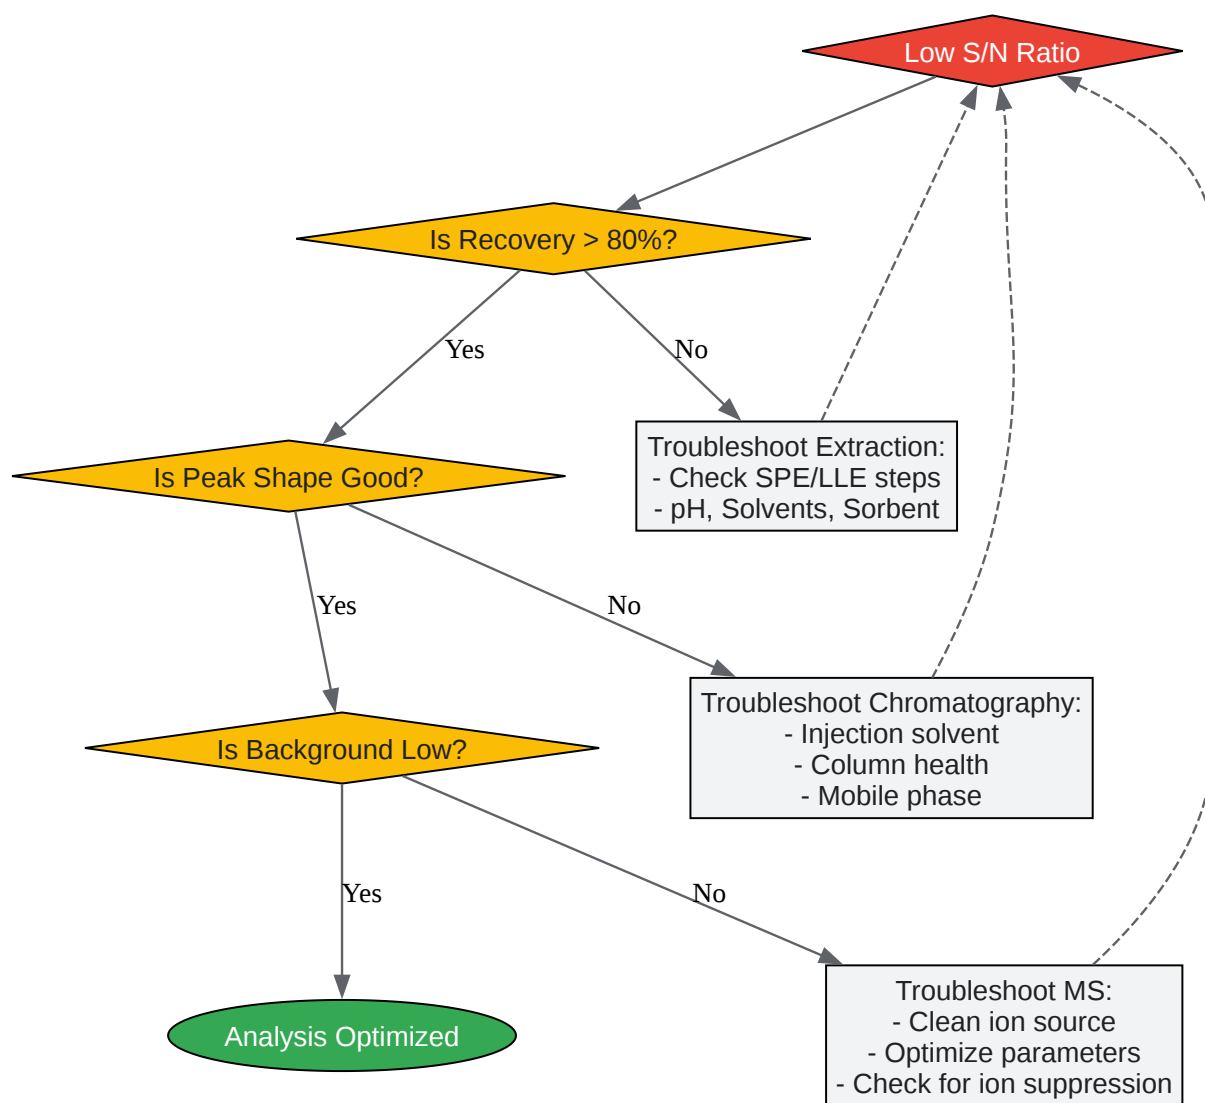 Low S/N Ratio
Is Recovery > 80%?
Yes
No
Troubleshoot Extraction:
- Check SPE/LLE steps
- pH, Solvents, Sorbent
Is Peak Shape Good?
Yes
No
Troubleshoot Chromatography:
- Injection solvent
- Column health
- Mobile phase
Is Background Low?
Yes
No
Analysis Optimized
Troubleshoot MS:
- Clean ion source
- Optimize parameters
- Check for ion suppression